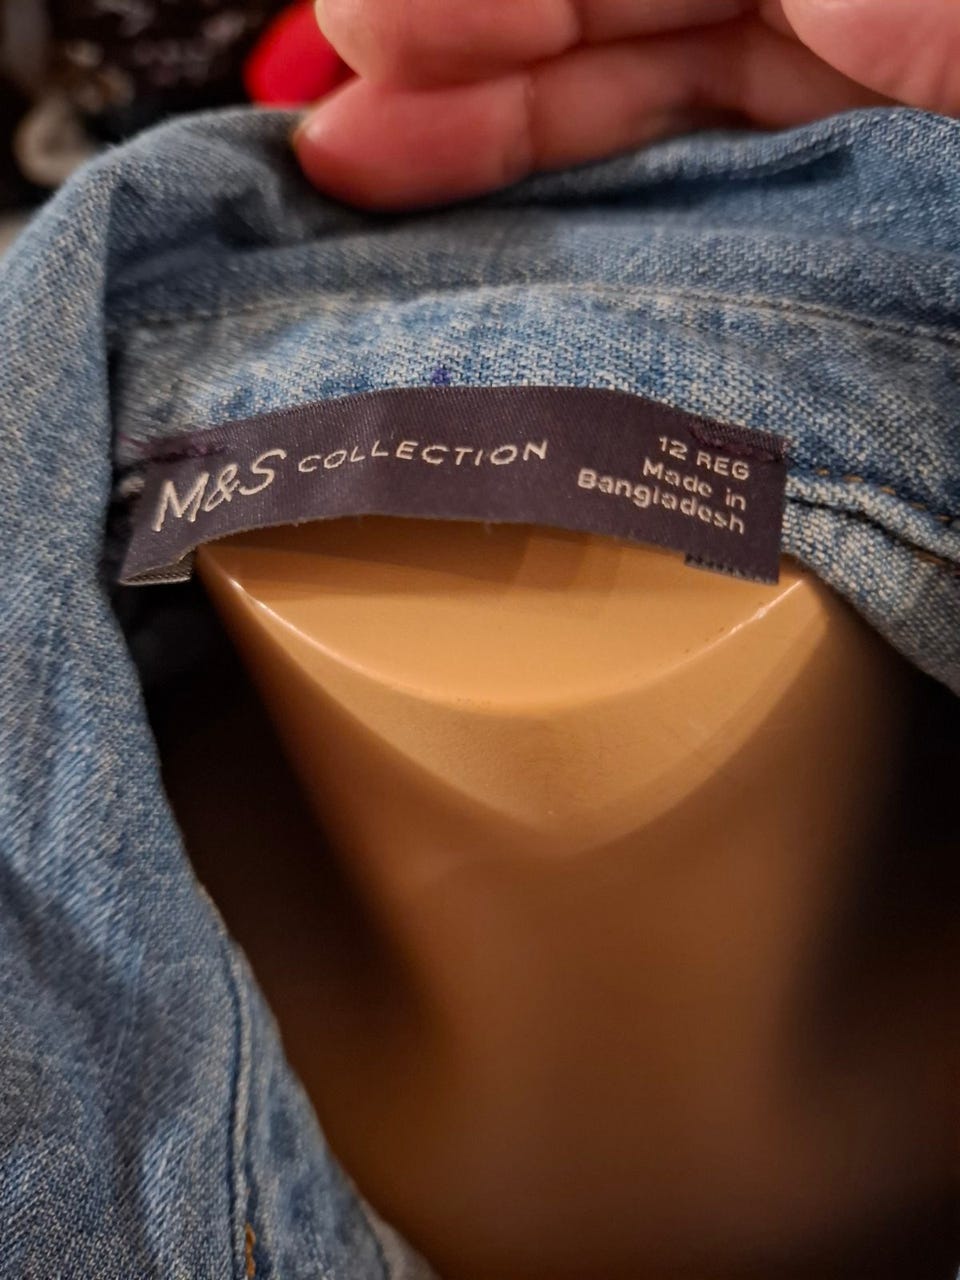 M&S COLLECTION
12 REG
Made in
Bangladesh